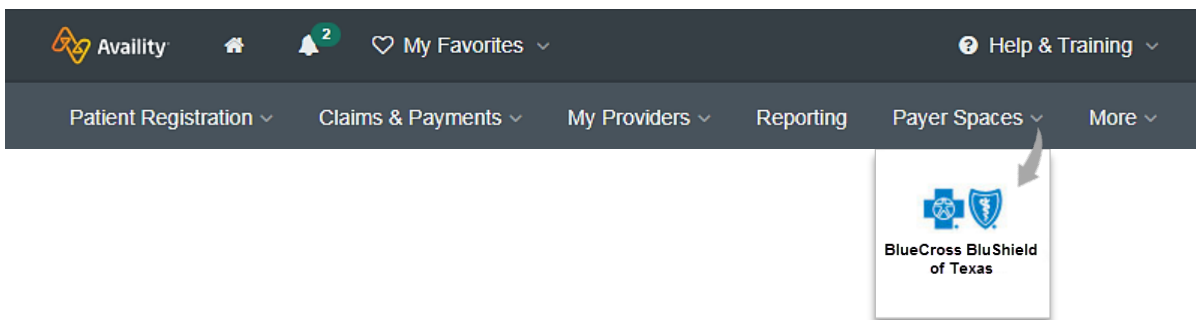 Availity 2 My Favorites Help & Training
Patient Registration Claims & Payments My Providers Reporting Payer Spaces More
BlueCross BluShield
of Texas